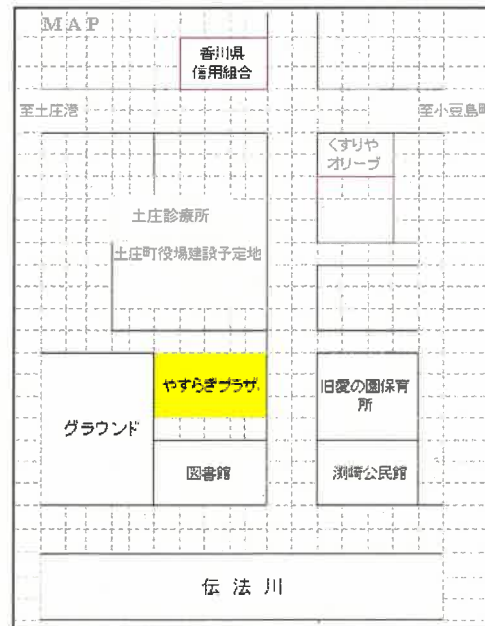 MAP
香川県
信用組合
至土庄港
至小豆島町
くすりや
オリーブ
土庄診療所
土庄町役場建設予定地
やすらぎプラザ
旧愛の園保育
所
グラウンド
図書館
渕崎公民館
伝法川